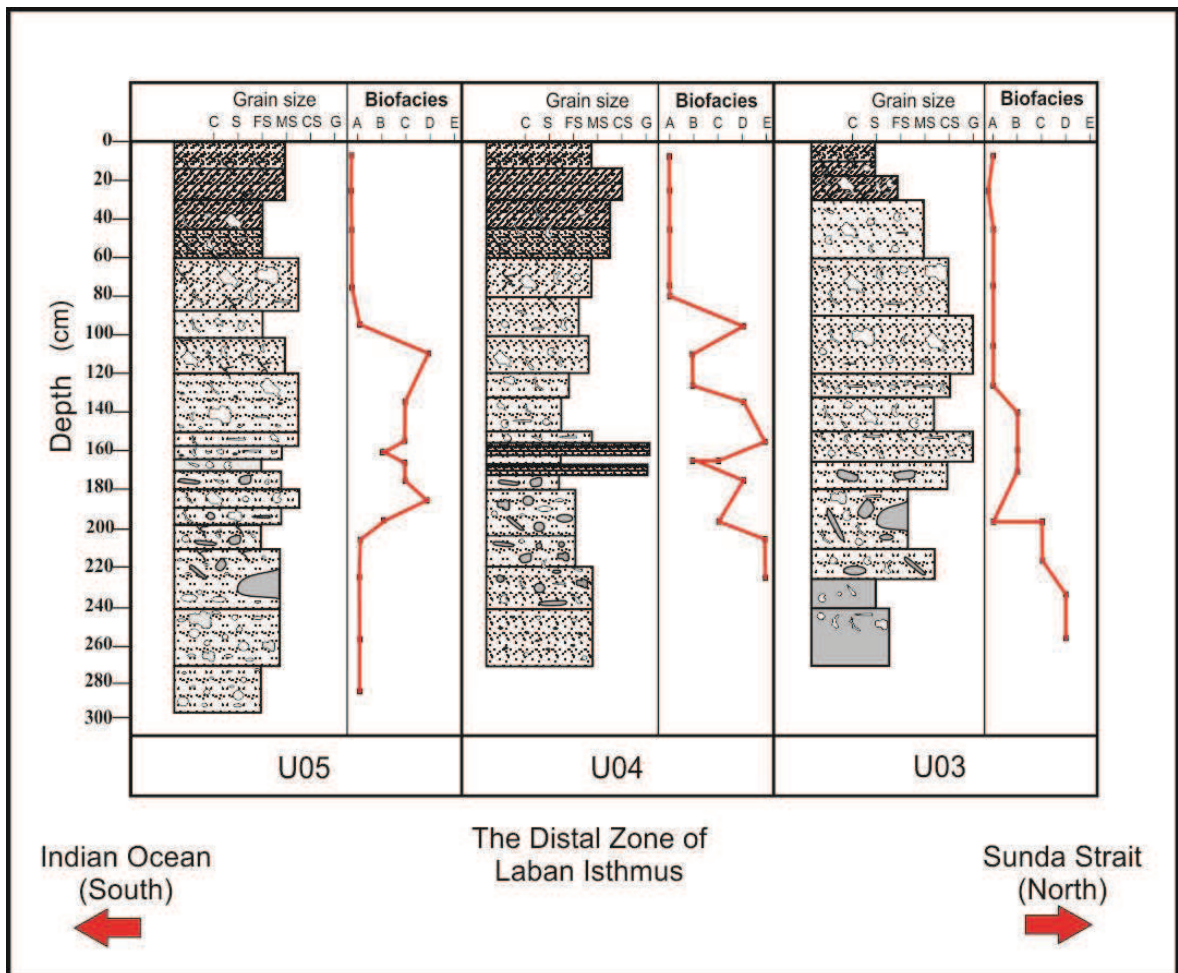 Grain size
Biofacies
C S FS MS CS G
A B C D E
Grain size
Biofacies
C S FS MS CS G
A B C D E
Grain size
Biofacies
C S FS MS CS G
A B C D E
Depth (cm)
0
20
40
60
80
100
120
140
160
180
200
220
240
260
280
300
U05
U04
U03
The Distal Zone of
Laban Isthmus
Indian Ocean
(South)
Sunda Strait
(North)